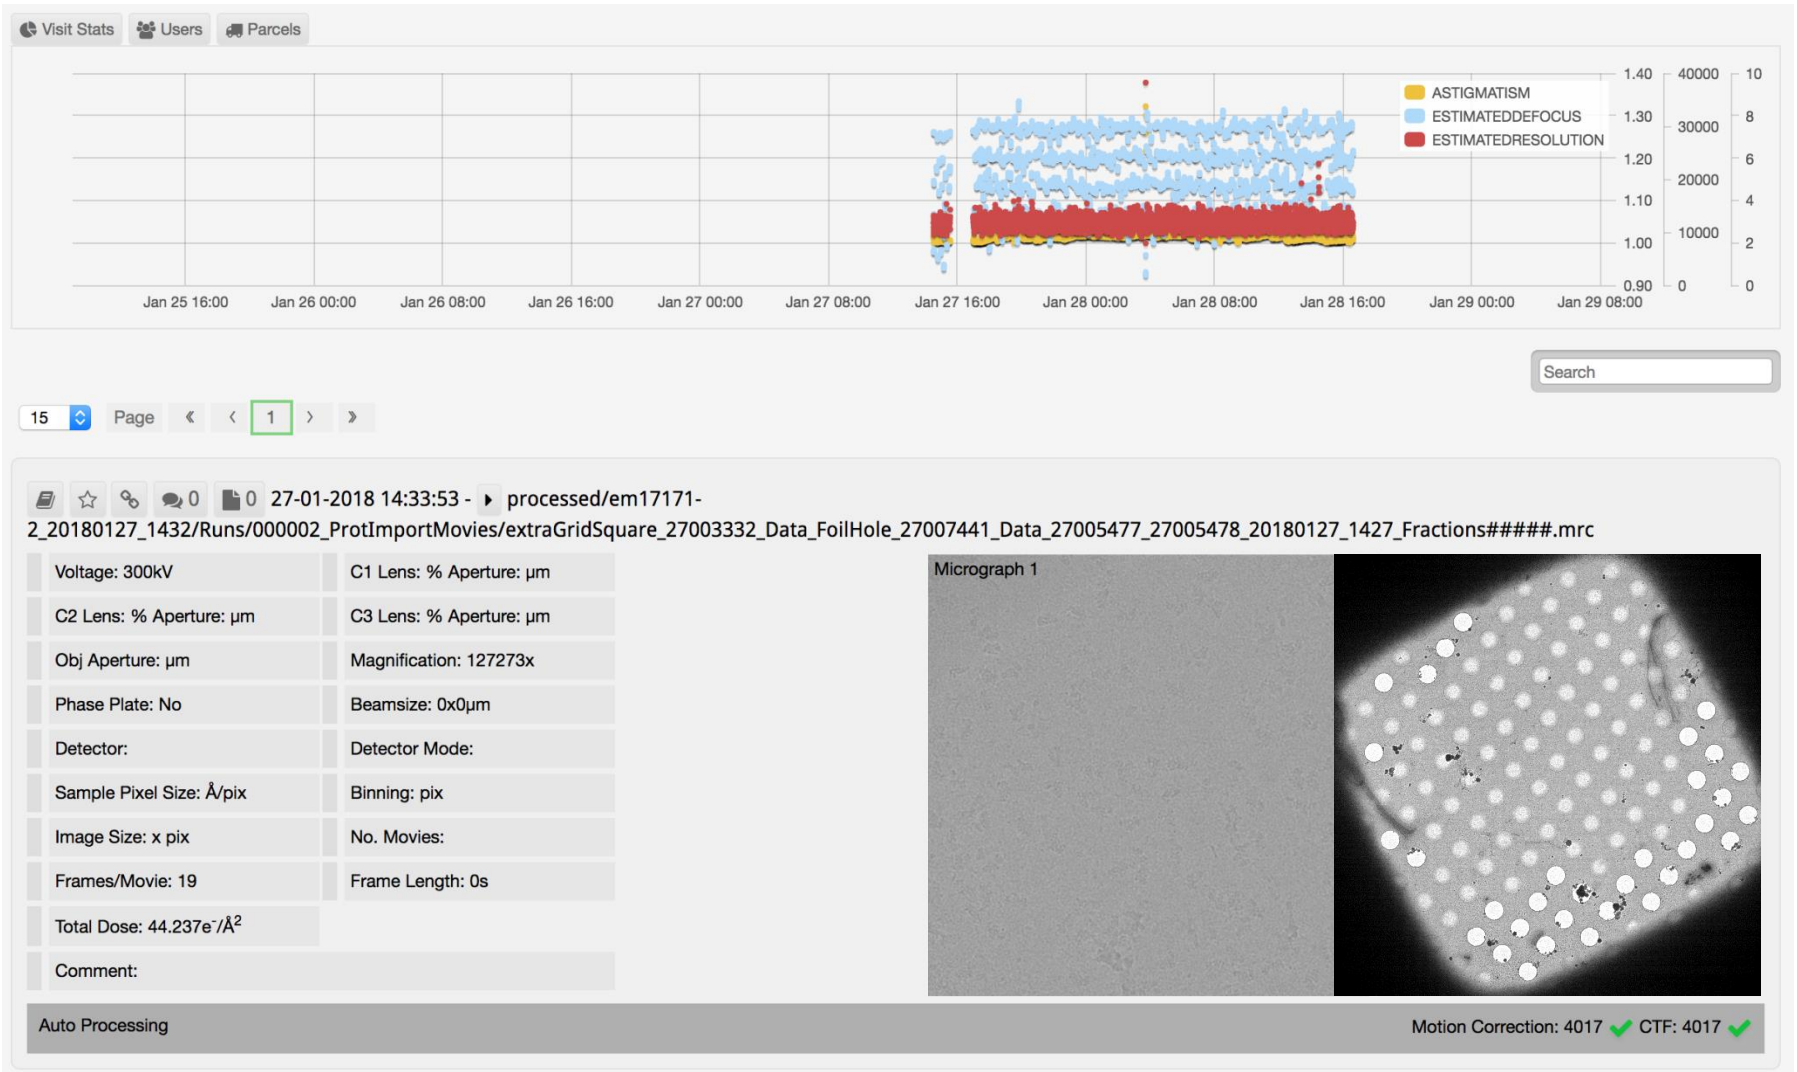 Visit Stats Users Parcels
1.40 40000 10
ASTIGMATISM
ESTIMATEDDEFOCUS
ESTIMATEDRESOLUTION
1.30 30000 8
1.20 20000 6
1.10 10000 4
1.00 2
0.90 0 0
Jan 25 16:00 Jan 26 00:00 Jan 26 08:00 Jan 26 16:00 Jan 27 00:00 Jan 27 08:00 Jan 27 16:00 Jan 28 00:00 Jan 28 08:00 Jan 28 16:00 Jan 29 00:00 Jan 29 08:00
Search
15 Page « ‹ 1 › »
0 0 27-01-2018 14:33:53 - processed/em17171-
2_20180127_1432/Runs/000002_ProtImportMovies/extraGridSquare_27003332_Data_FoilHole_27007441_Data_27005477_27005478_20180127_1427_Fractions#####.mrc
Voltage: 300kV C1 Lens: % Aperture: µm
Micrograph 1
C2 Lens: % Aperture: µm C3 Lens: % Aperture: µm
Obj Aperture: µm Magnification: 127273x
Phase Plate: No Beamsize: 0x0µm
Detector: Detector Mode:
Sample Pixel Size: Å/pix Binning: pix
Image Size: x pix No. Movies:
Frames/Movie: 19 Frame Length: 0s
Total Dose: 44.237e⁻/Å²
Comment:
Auto Processing Motion Correction: 4017 CTF: 4017